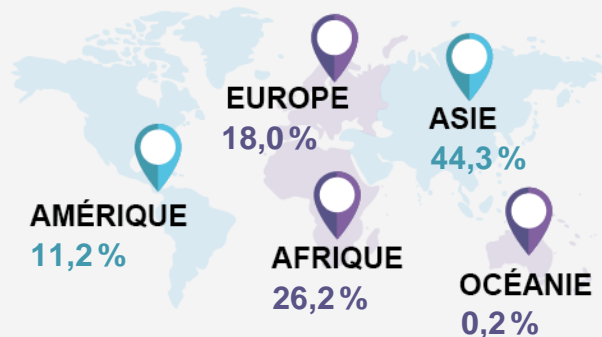 EUROPE
18,0 %
ASIE
44,3 %
AMÉRIQUE
11,2 %
AFRIQUE
26,2 %
OCÉANIE
0,2 %